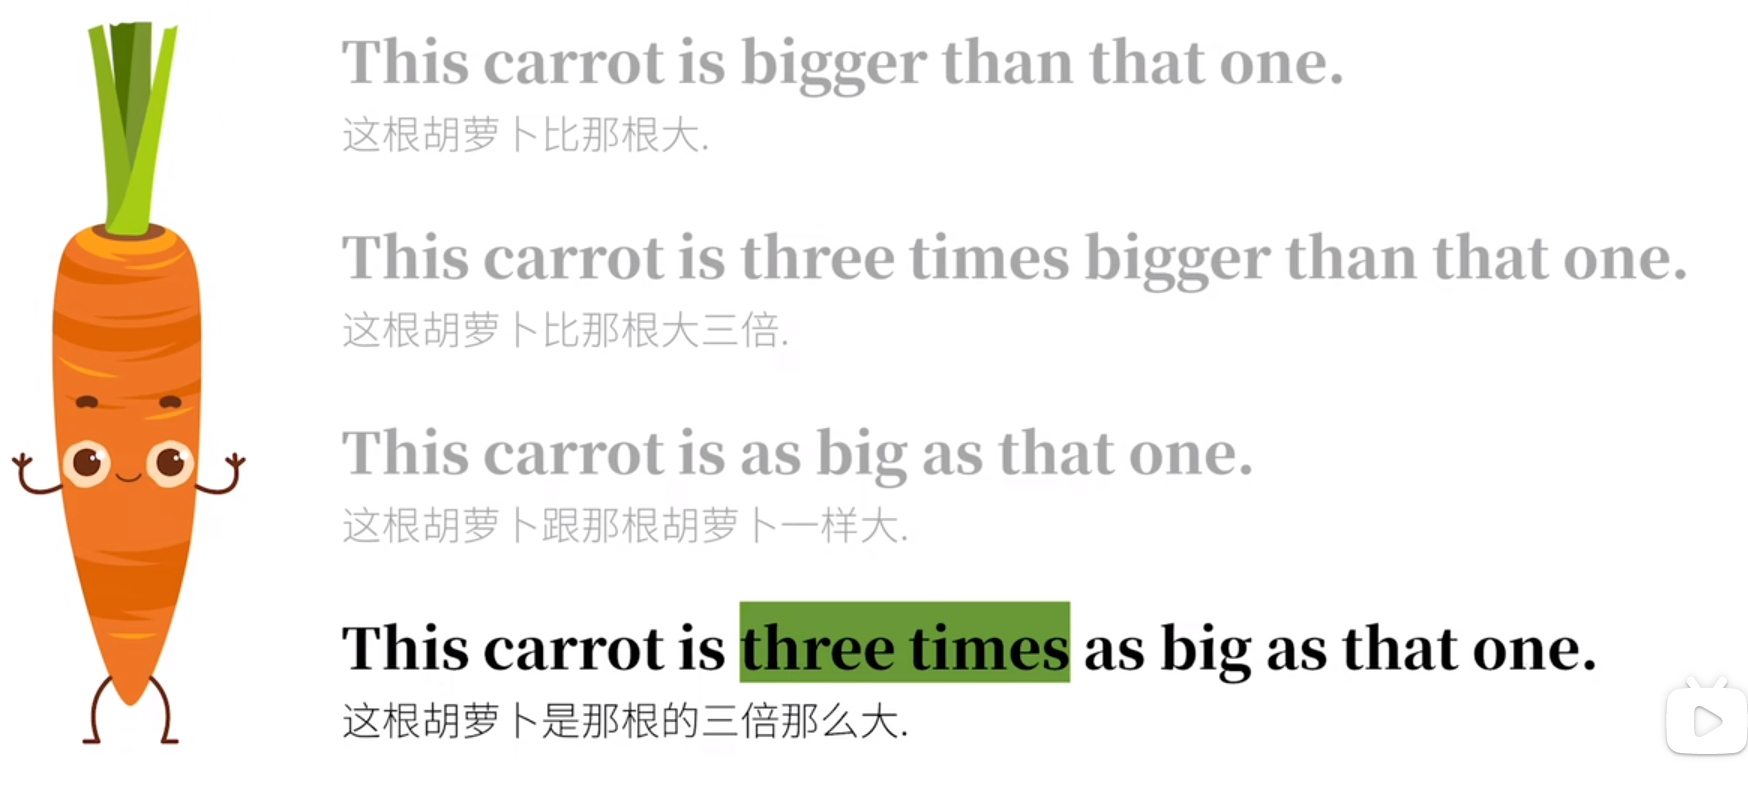 This carrot is bigger than that one.
这根胡萝卜比那根大.
This carrot is three times bigger than that one.
这根胡萝卜比那根大三倍.
This carrot is as big as that one.
这根胡萝卜跟那根胡萝卜一样大.
This carrot is three times as big as that one.
这根胡萝卜是那根的三倍那么大.